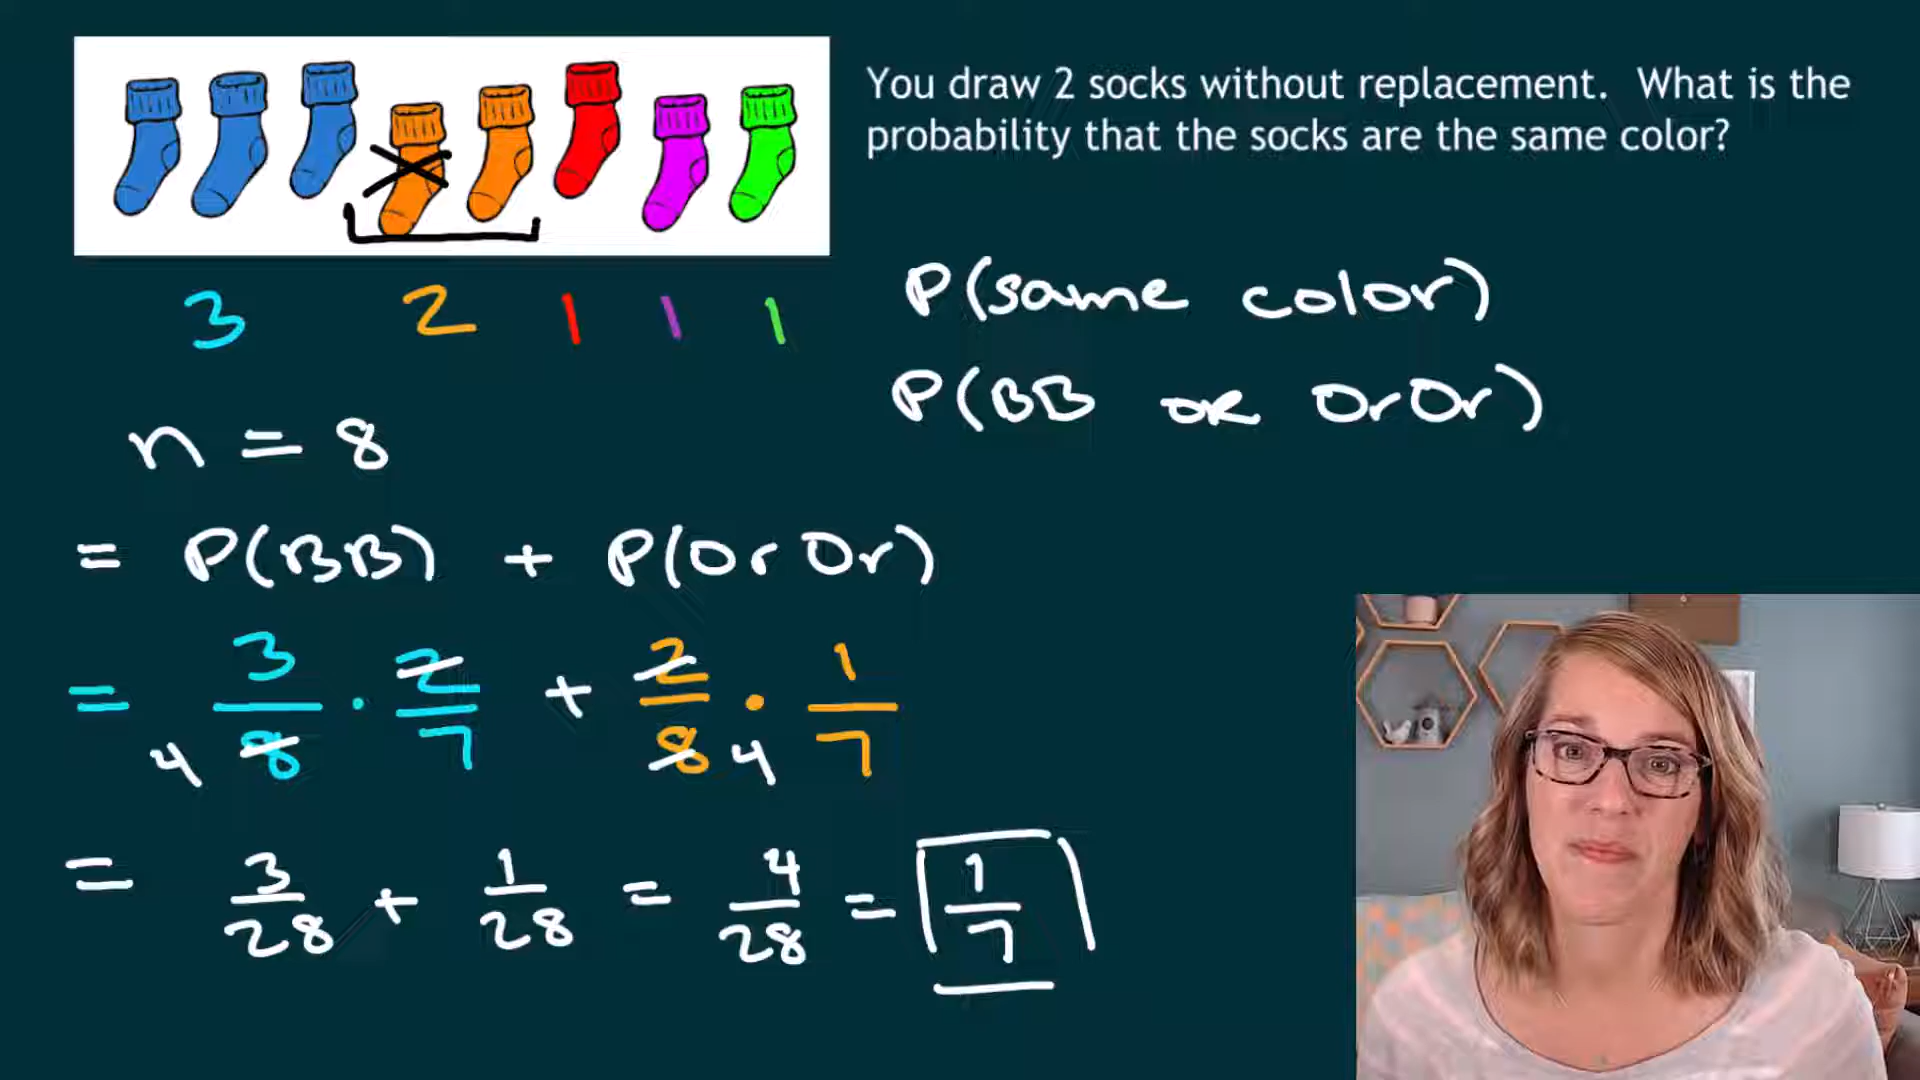 You draw 2 socks without replacement. What is the
probability that the socks are the same color?
3 2 1 1 1
P(same color)
P(BB OR OrOr)
n = 8
= P(BB) + P(Or Or)
= 3/8 · 2/7 + 2/8 · 1/7
4 4
= 3/28 + 1/28 = 4/28 = 1/7